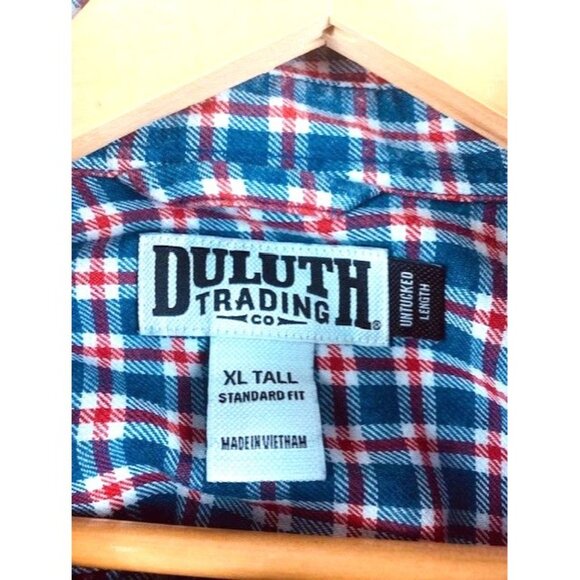 DULUTH
TRADING
CO
®
UNTUCKED
LENGTH
XL TALL
STANDARD FIT
MADE IN VIETNAM